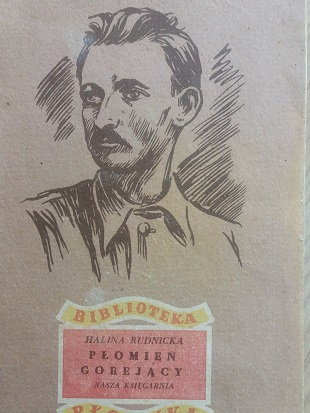 BIBLIOTEKA
HALINA RUDNICKA
PŁOMIEŃ
GOREJĄCY
NASZA KSIĘGARNIA